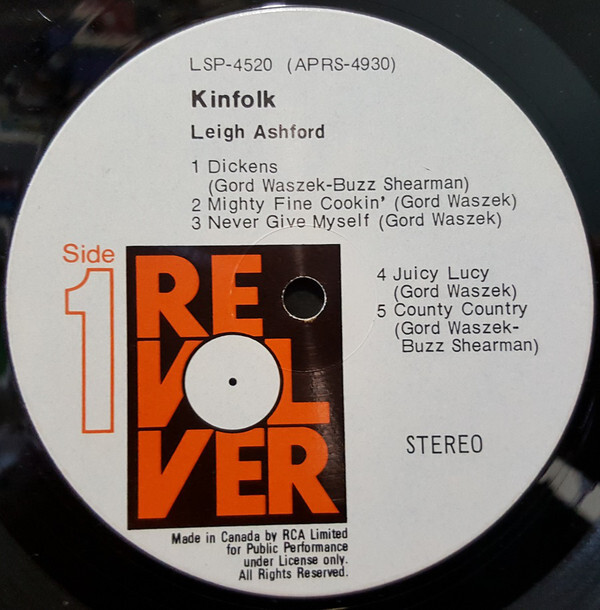 LSP-4520 (APRS-4930)
Kinfolk
Leigh Ashford
1 Dickens
(Gord Waszek-Buzz Shearman)
2 Mighty Fine Cookin' (Gord Waszek)
3 Never Give Myself (Gord Waszek)
Side
1
RE
VOL
VER
4 Juicy Lucy
(Gord Waszek)
5 County Country
(Gord Waszek-
Buzz Shearman)
STEREO
Made in Canada by RCA Limited
for Public Performance
under License only.
All Rights Reserved.